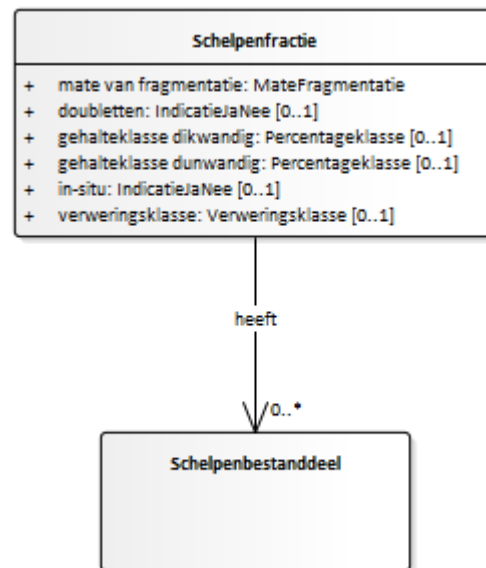 Schelpenfractie
+ mate van fragmentatie: MateFragmentatie
+ doubletten: IndicatieJaNee [0..1]
+ gehalteklasse dikwandig: Percentageklasse [0..1]
+ gehalteklasse dunwandig: Percentageklasse [0..1]
+ in-situ: IndicatieJaNee [0..1]
+ verweringsklasse: Verweringsklasse [0..1]
heeft
0..*
Schelpenbestanddeel